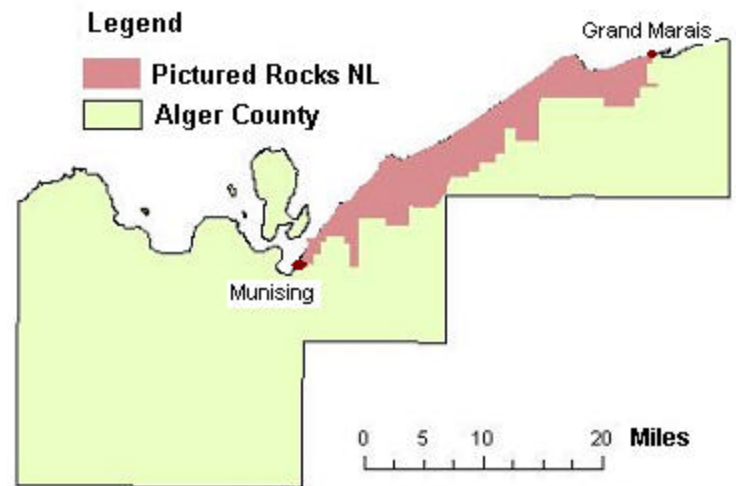 Legend
Pictured Rocks NL
Alger County
Grand Marais
Munising
0 5 10 20 Miles